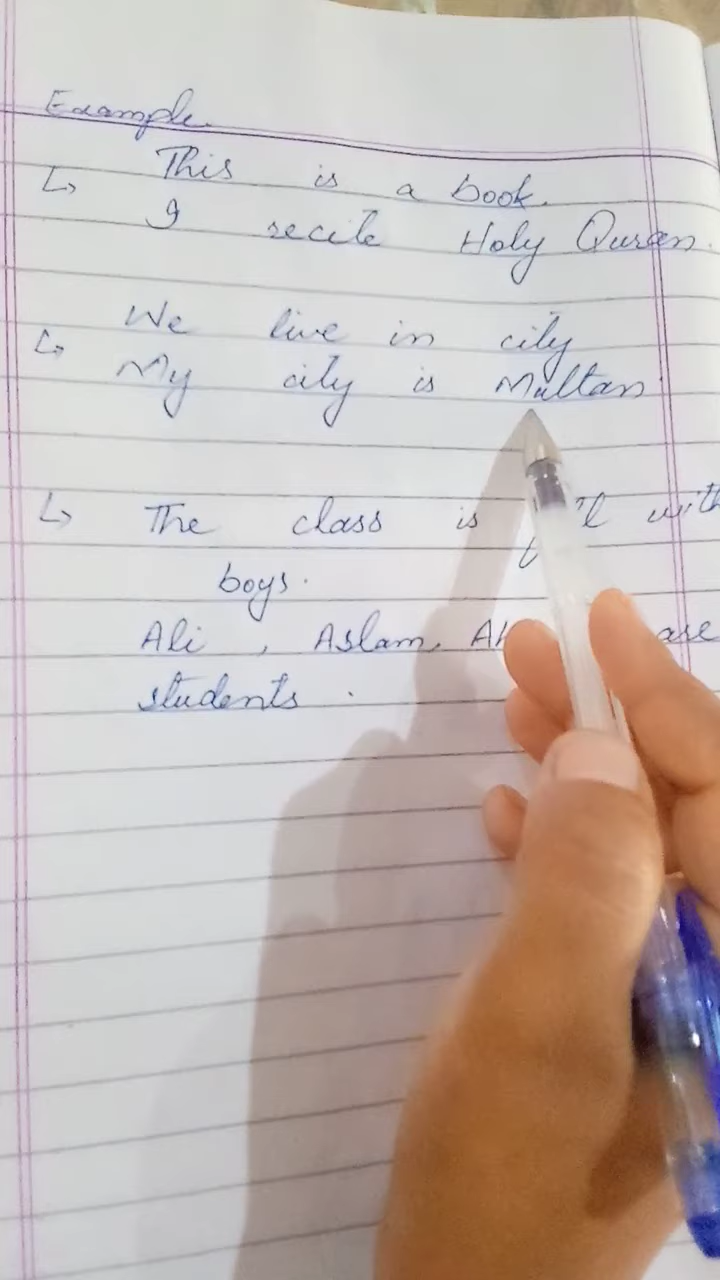 Example.
↳ This is a book.
I recite Holy Quran.
↳ We live in city
My city is Multan
↳ The class is with
boys.
Ali, Aslam, are
students.